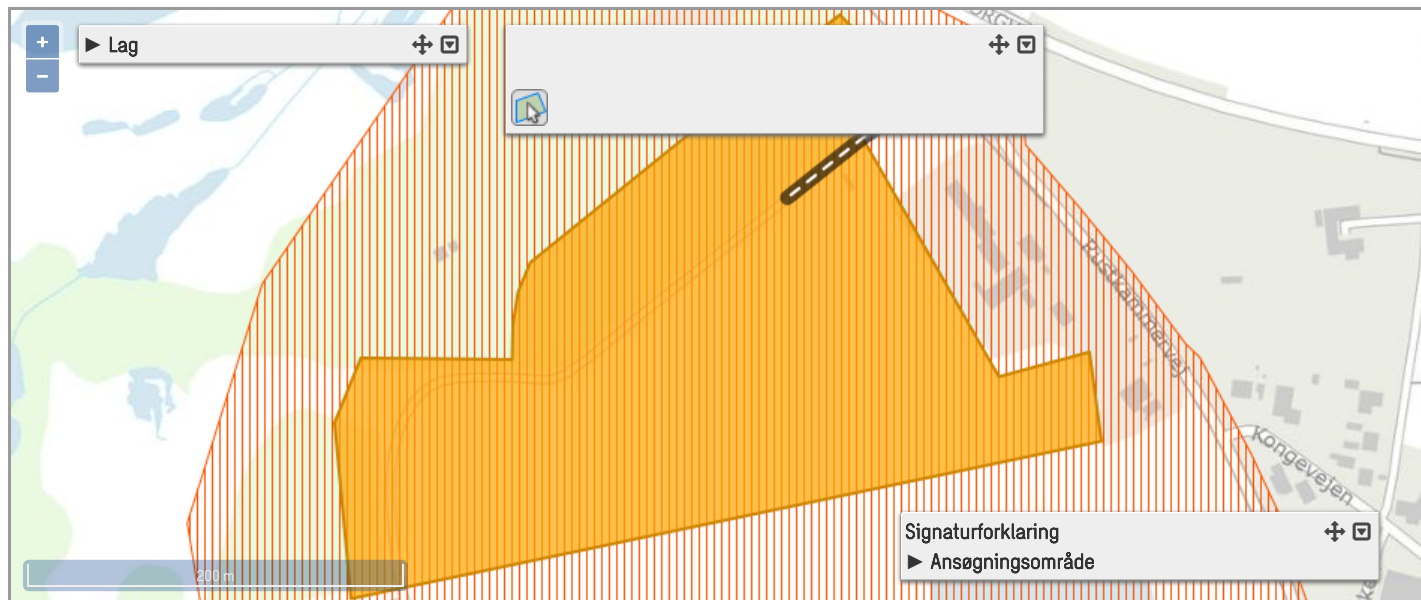 +
Lag
−
Rustkammervej
Kongevejen
Signaturforklaring
Ansøgningsområde
200 m